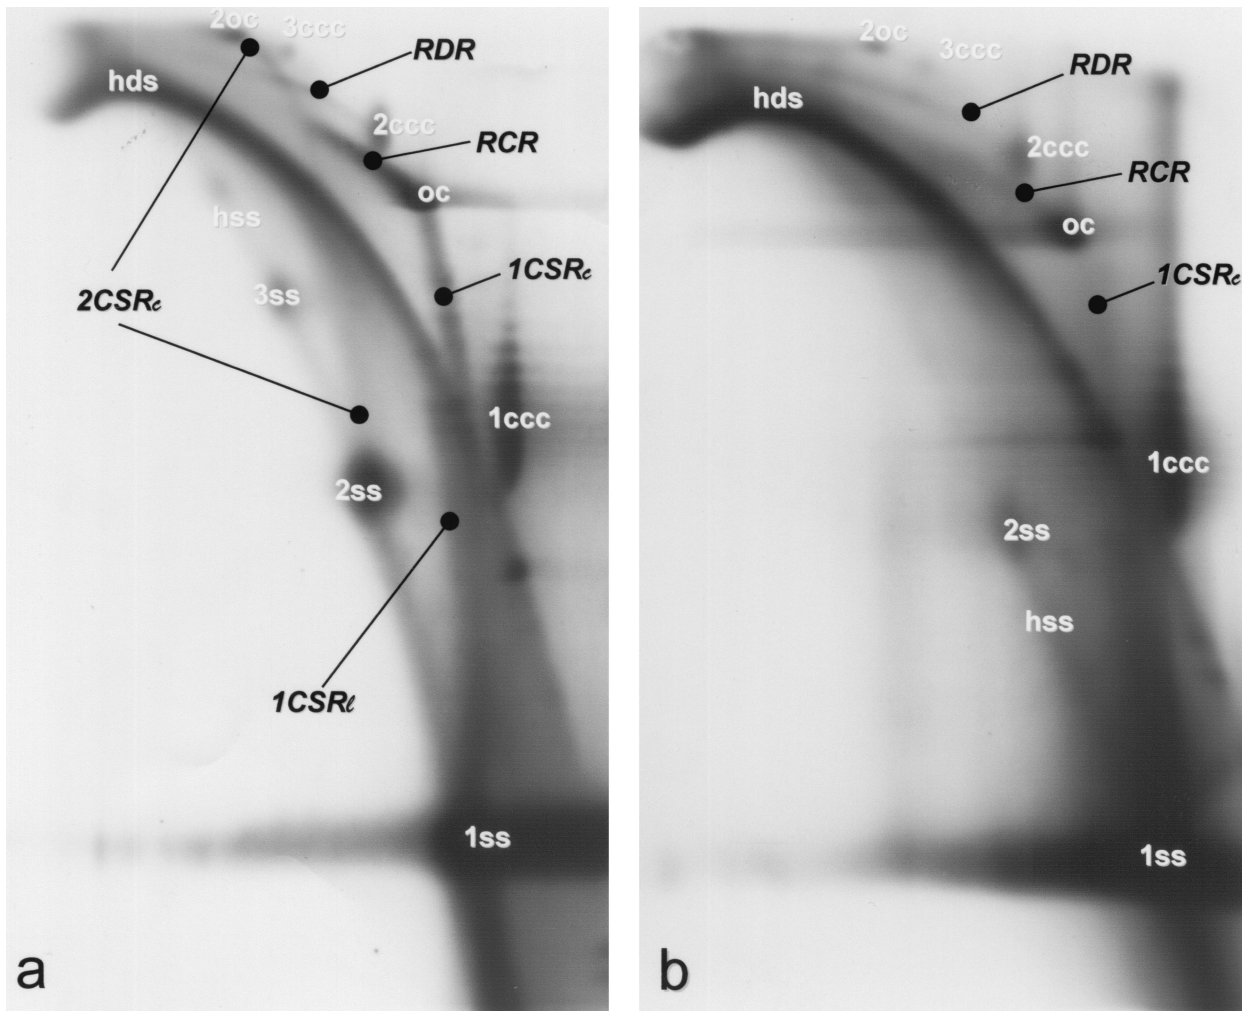 2oc
3ccc
RDR
hds
2ccc
RCR
oc
hss
1CSRc
3ss
2CSRc
1ccc
2ss
1CSRl
1ss
a
2oc
3ccc
RDR
hds
2ccc
RCR
oc
1CSRc
1ccc
2ss
hss
1ss
b